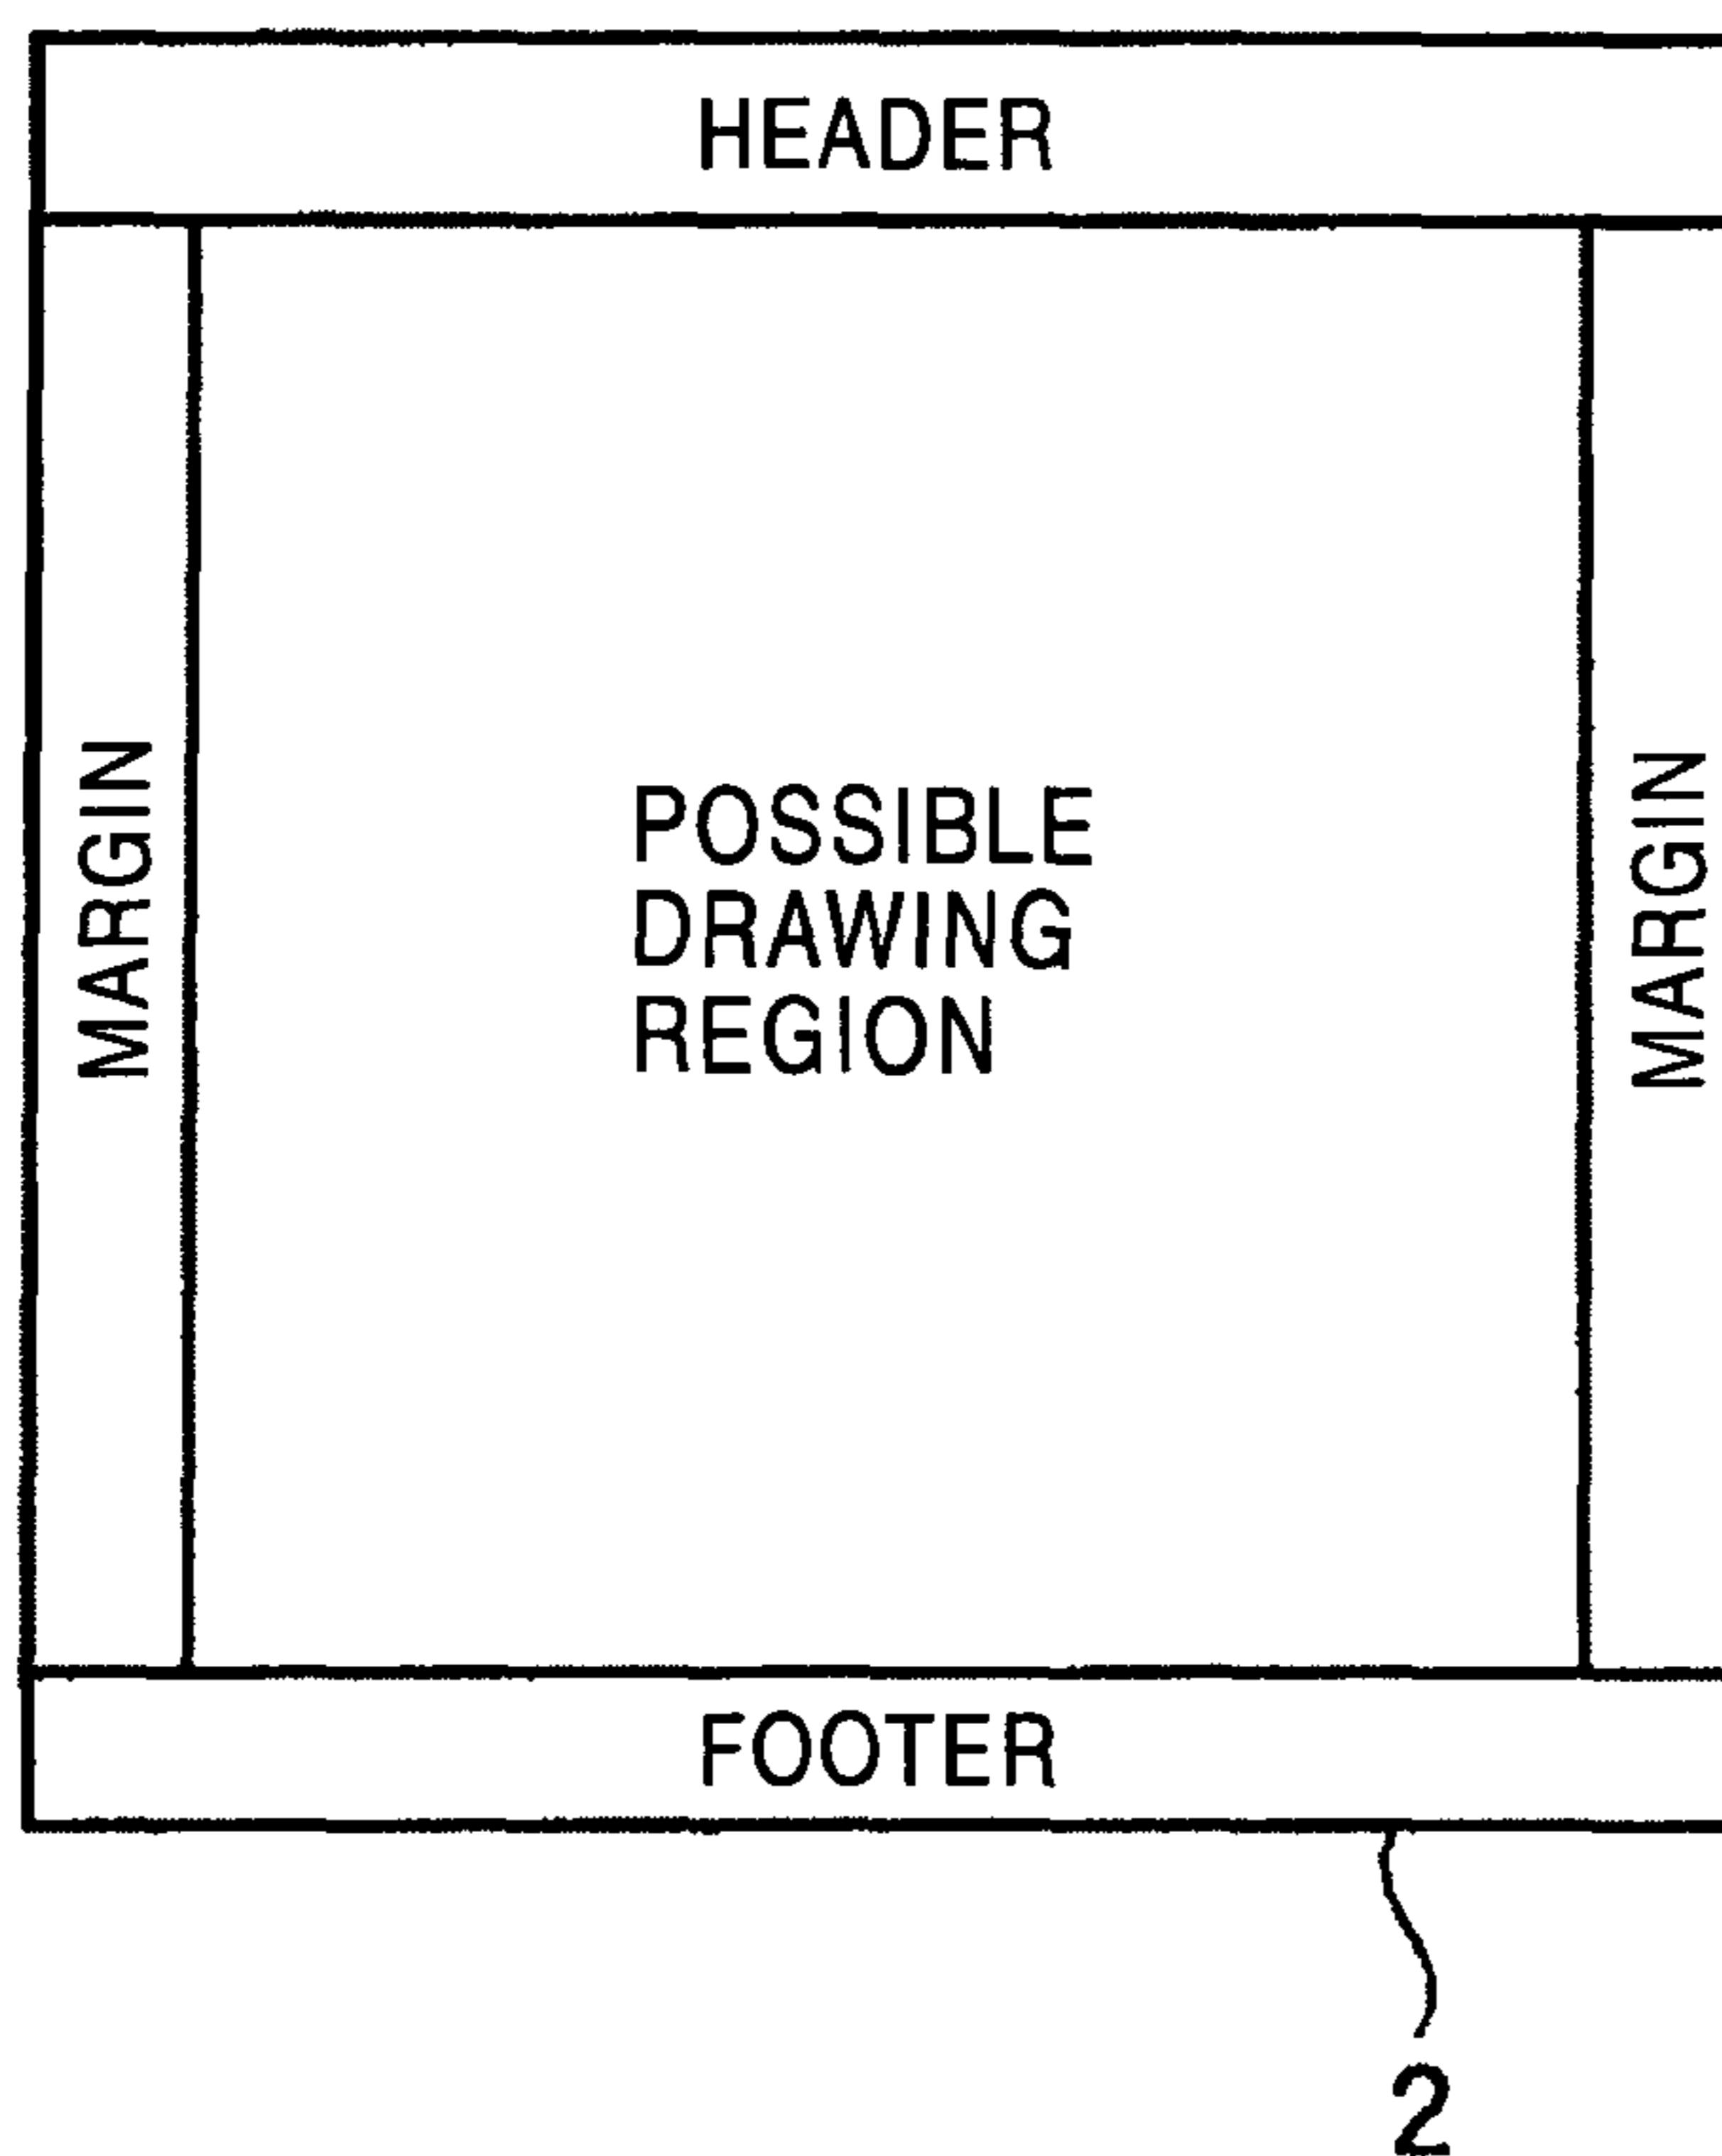 HEADER
MARGIN
POSSIBLE
DRAWING
REGION
MARGIN
FOOTER
2